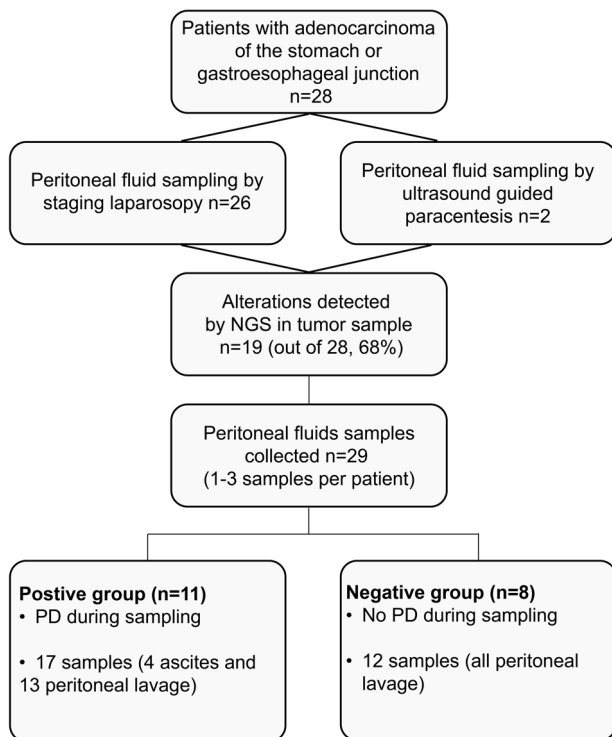 Patients with adenocarcinoma
of the stomach or
gastroesophageal junction
n=28
Peritoneal fluid sampling by
staging laparosopy n=26
Peritoneal fluid sampling by
ultrasound guided
paracentesis n=2
Alterations detected
by NGS in tumor sample
n=19 (out of 28, 68%)
Peritoneal fluids samples
collected n=29
(1-3 samples per patient)
Postive group (n=11)
• PD during sampling
• 17 samples (4 ascites and
13 peritoneal lavage)
Negative group (n=8)
• No PD during sampling
• 12 samples (all peritoneal
lavage)